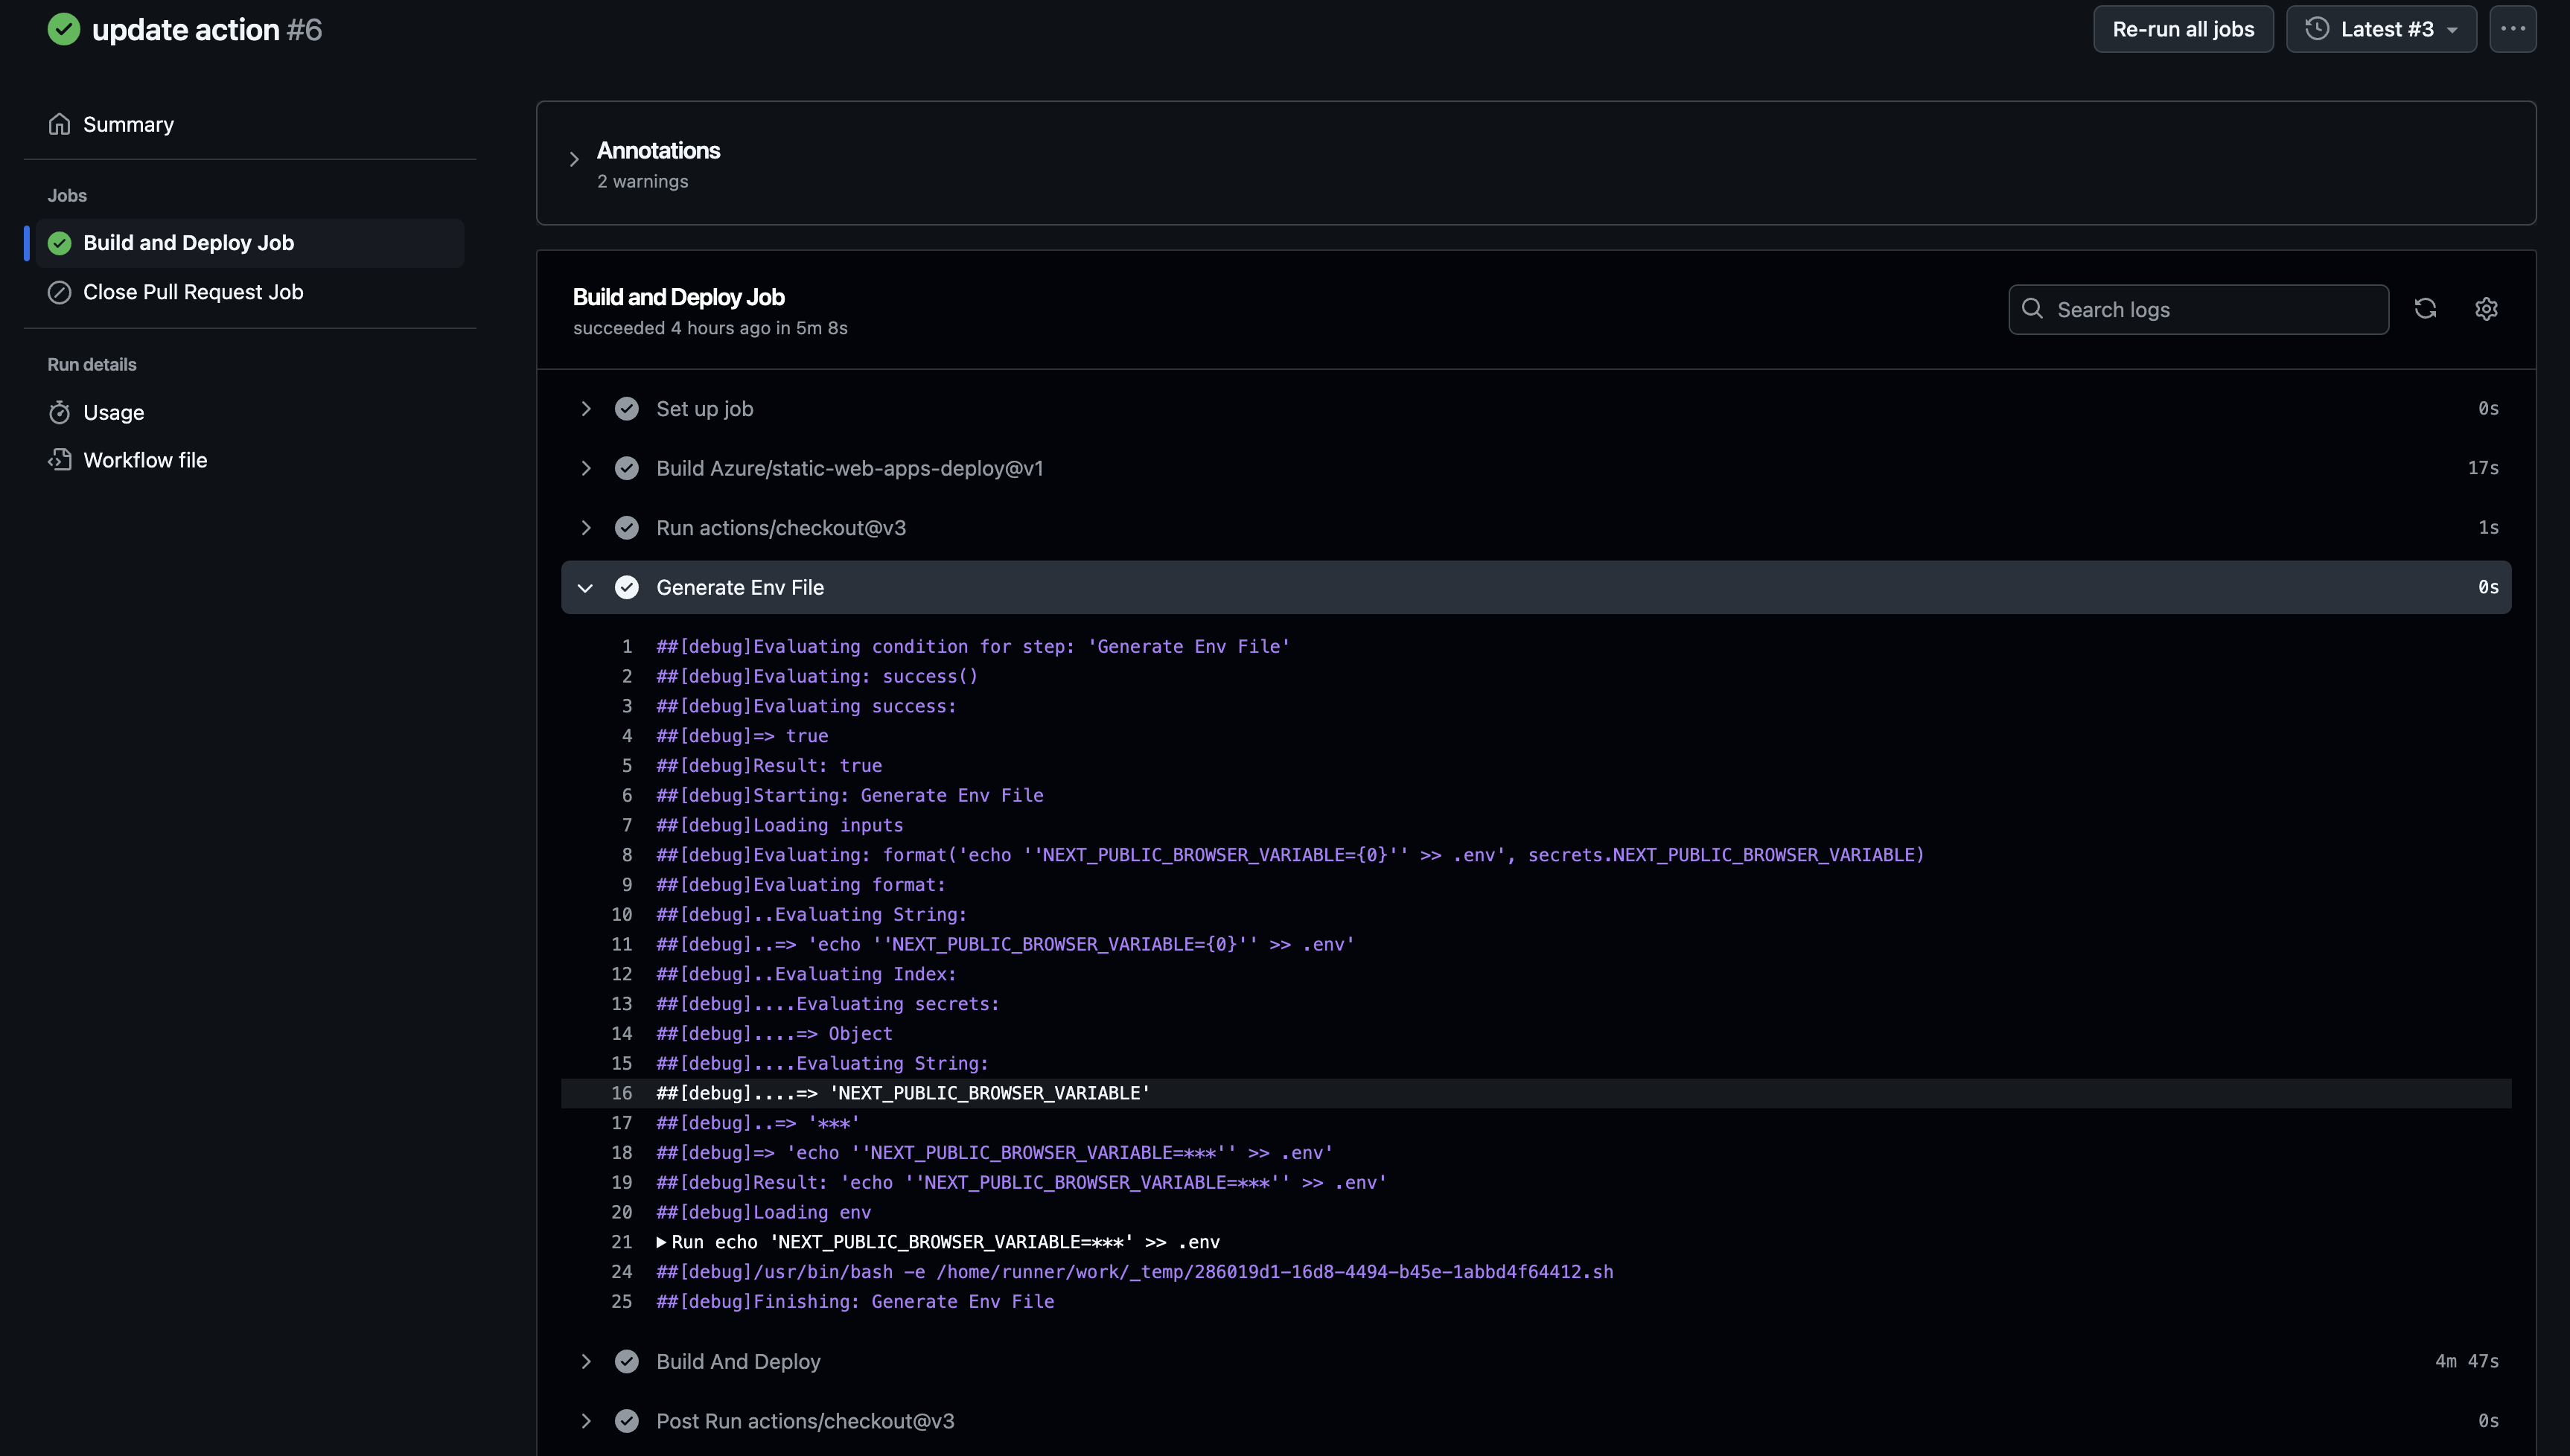 update action #6
Re-run all jobs
Latest #3
Summary
Jobs
Build and Deploy Job
Close Pull Request Job
Run details
Usage
Workflow file
Annotations
2 warnings
Build and Deploy Job
succeeded 4 hours ago in 5m 8s
Search logs
Set up job 0s
Build Azure/static-web-apps-deploy@v1 17s
Run actions/checkout@v3 1s
Generate Env File 0s
1 ##[debug]Evaluating condition for step: 'Generate Env File'
2 ##[debug]Evaluating: success()
3 ##[debug]Evaluating success:
4 ##[debug]=> true
5 ##[debug]Result: true
6 ##[debug]Starting: Generate Env File
7 ##[debug]Loading inputs
8 ##[debug]Evaluating: format('echo ''NEXT_PUBLIC_BROWSER_VARIABLE={0}'' >> .env', secrets.NEXT_PUBLIC_BROWSER_VARIABLE)
9 ##[debug]Evaluating format:
10 ##[debug]..Evaluating String:
11 ##[debug]..=> 'echo ''NEXT_PUBLIC_BROWSER_VARIABLE={0}'' >> .env'
12 ##[debug]..Evaluating Index:
13 ##[debug]....Evaluating secrets:
14 ##[debug]....=> Object
15 ##[debug]....Evaluating String:
16 ##[debug]....=> 'NEXT_PUBLIC_BROWSER_VARIABLE'
17 ##[debug]..=> '***'
18 ##[debug]=> 'echo ''NEXT_PUBLIC_BROWSER_VARIABLE=***'' >> .env'
19 ##[debug]Result: 'echo ''NEXT_PUBLIC_BROWSER_VARIABLE=***'' >> .env'
20 ##[debug]Loading env
21 Run echo 'NEXT_PUBLIC_BROWSER_VARIABLE=***' >> .env
24 ##[debug]/usr/bin/bash -e /home/runner/work/_temp/286019d1-16d8-4494-b45e-1abbd4f64412.sh
25 ##[debug]Finishing: Generate Env File
Build And Deploy 4m 47s
Post Run actions/checkout@v3 0s